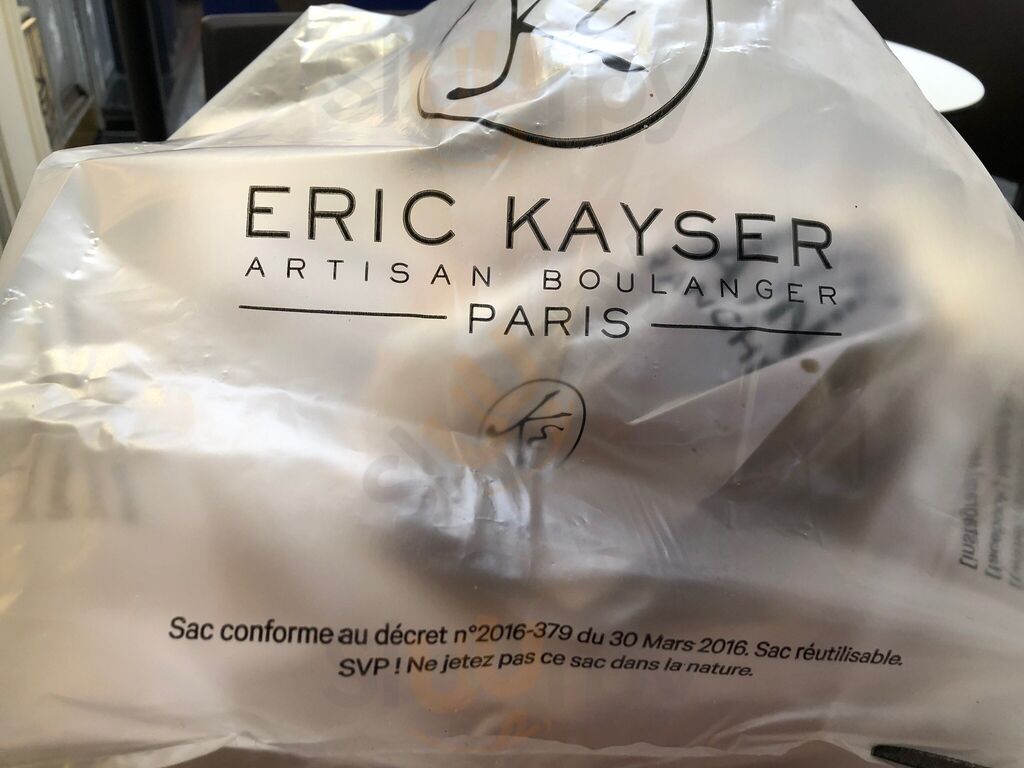 ERIC KAYSER
ARTISAN BOULANGER
PARIS
Sac conforme au décret n°2016-379 du 30 Mars 2016. Sac réutilisable.
SVP ! Ne jetez pas ce sac dans la nature.